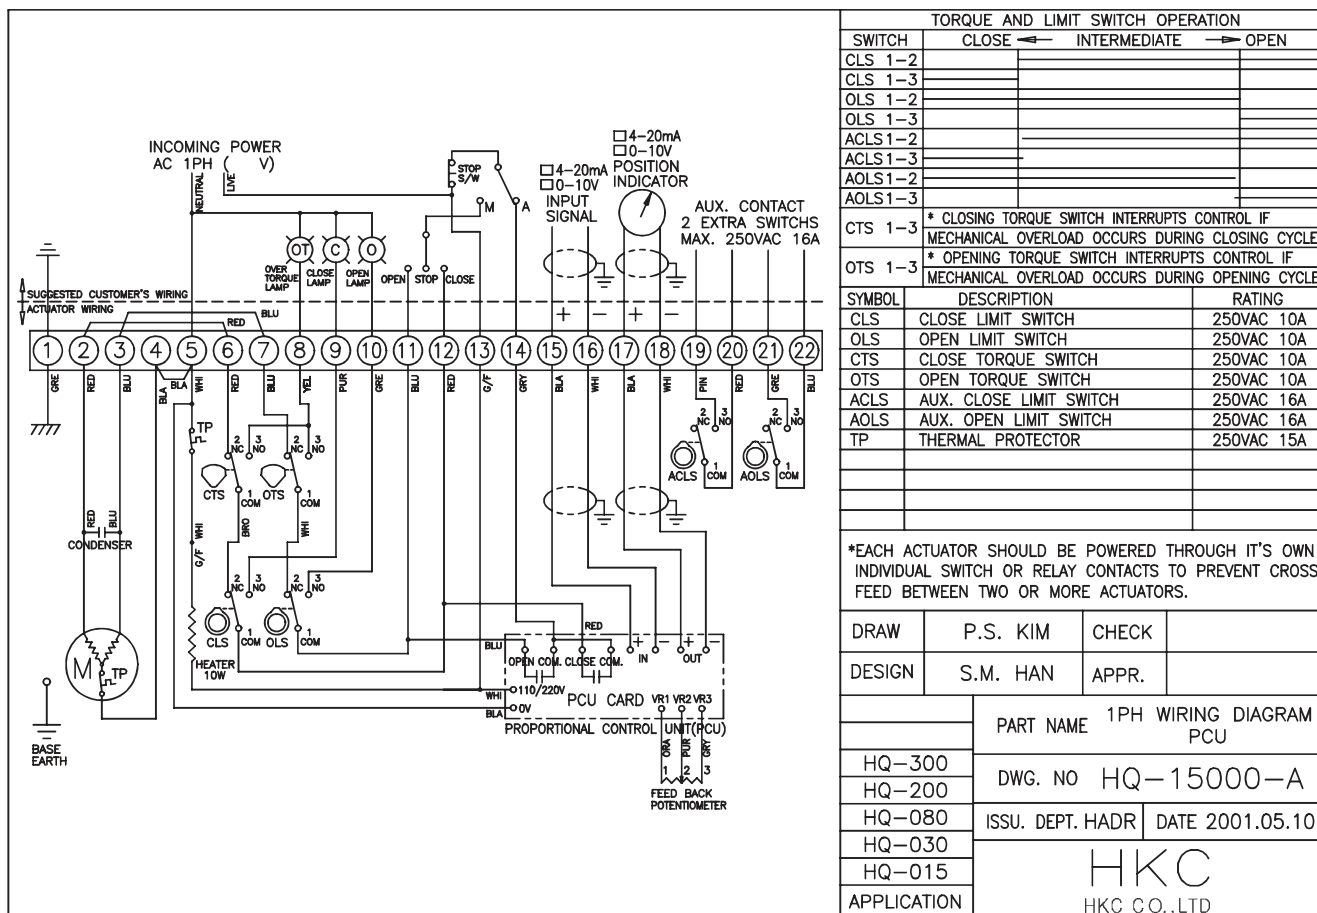 TORQUE AND LIMIT SWITCH OPERATION
SWITCH CLOSE INTERMEDIATE OPEN
CLS 1-2
CLS 1-3
OLS 1-2
OLS 1-3
ACLS1-2
ACLS1-3
AOLS1-2
AOLS1-3
CTS 1-3
* CLOSING TORQUE SWITCH INTERRUPTS CONTROL IF
MECHANICAL OVERLOAD OCCURS DURING CLOSING CYCLE
OTS 1-3
* OPENING TORQUE SWITCH INTERRUPTS CONTROL IF
MECHANICAL OVERLOAD OCCURS DURING OPENING CYCLE
SYMBOL DESCRIPTION RATING
CLS CLOSE LIMIT SWITCH 250VAC 10A
OLS OPEN LIMIT SWITCH 250VAC 10A
CTS CLOSE TORQUE SWITCH 250VAC 10A
OTS OPEN TORQUE SWITCH 250VAC 10A
ACLS AUX. CLOSE LIMIT SWITCH 250VAC 16A
AOLS AUX. OPEN LIMIT SWITCH 250VAC 16A
TP THERMAL PROTECTOR 250VAC 15A
*EACH ACTUATOR SHOULD BE POWERED THROUGH IT'S OWN
INDIVIDUAL SWITCH OR RELAY CONTACTS TO PREVENT CROSS
FEED BETWEEN TWO OR MORE ACTUATORS.
DRAW P.S. KIM CHECK
DESIGN S.M. HAN APPR.
PART NAME 1PH WIRING DIAGRAM
PCU
DWG. NO HQ-15000-A
ISSU. DEPT. HADR DATE 2001.05.10
HQ-300
HQ-200
HQ-080
HQ-030
HQ-015
APPLICATION
HKC
HKC CO.,LTD
INCOMING POWER
AC 1PH ( V)
NEUTRAL
LIVE
STOP
S/W
M
A
4-20mA
0-10V
INPUT
SIGNAL
4-20mA
0-10V
POSITION
INDICATOR
AUX. CONTACT
2 EXTRA SWITCHS
MAX. 250VAC 16A
OT C O
OVER
TORQUE
LAMP
CLOSE
LAMP
OPEN
LAMP
OPEN STOP CLOSE
SUGGESTED CUSTOMER'S WIRING
ACTUATOR WIRING
BLU
RED
+ - + -
1 2 3 4 5 6 7 8 9 10 11 12 13 14 15 16 17 18 19 20 21 22
GRE RED BLU BLA BLA WHI RED BLU YEL PUR GRE BLU RED G/F GRY BLA WHI BLA WHI PIN RED GRE BLU
TP
2 NC 3 NO
2 NC 3 NO
CTS
1
COM
OTS
1
COM
2 NC 3 NO
ACLS
1
COM
2 NC 3 NO
AOLS
1
COM
RED BLU
CONDENSER
WHI
G/F
BRO
WHI
2 NC 3 NO
2 NC 3 NO
CLS
1
COM
OLS
1
COM
HEATER
10W
M
TP
BASE
EARTH
RED
BLU
OPEN COM. CLOSE COM.
+ IN -
+ OUT -
WHI
110/220V
PCU CARD
VR1 VR2 VR3
BLA
0V
PROPORTIONAL CONTROL UNIT(PCU)
ORA PUR GRY
1 2 3
FEED BACK
POTENTIOMETER